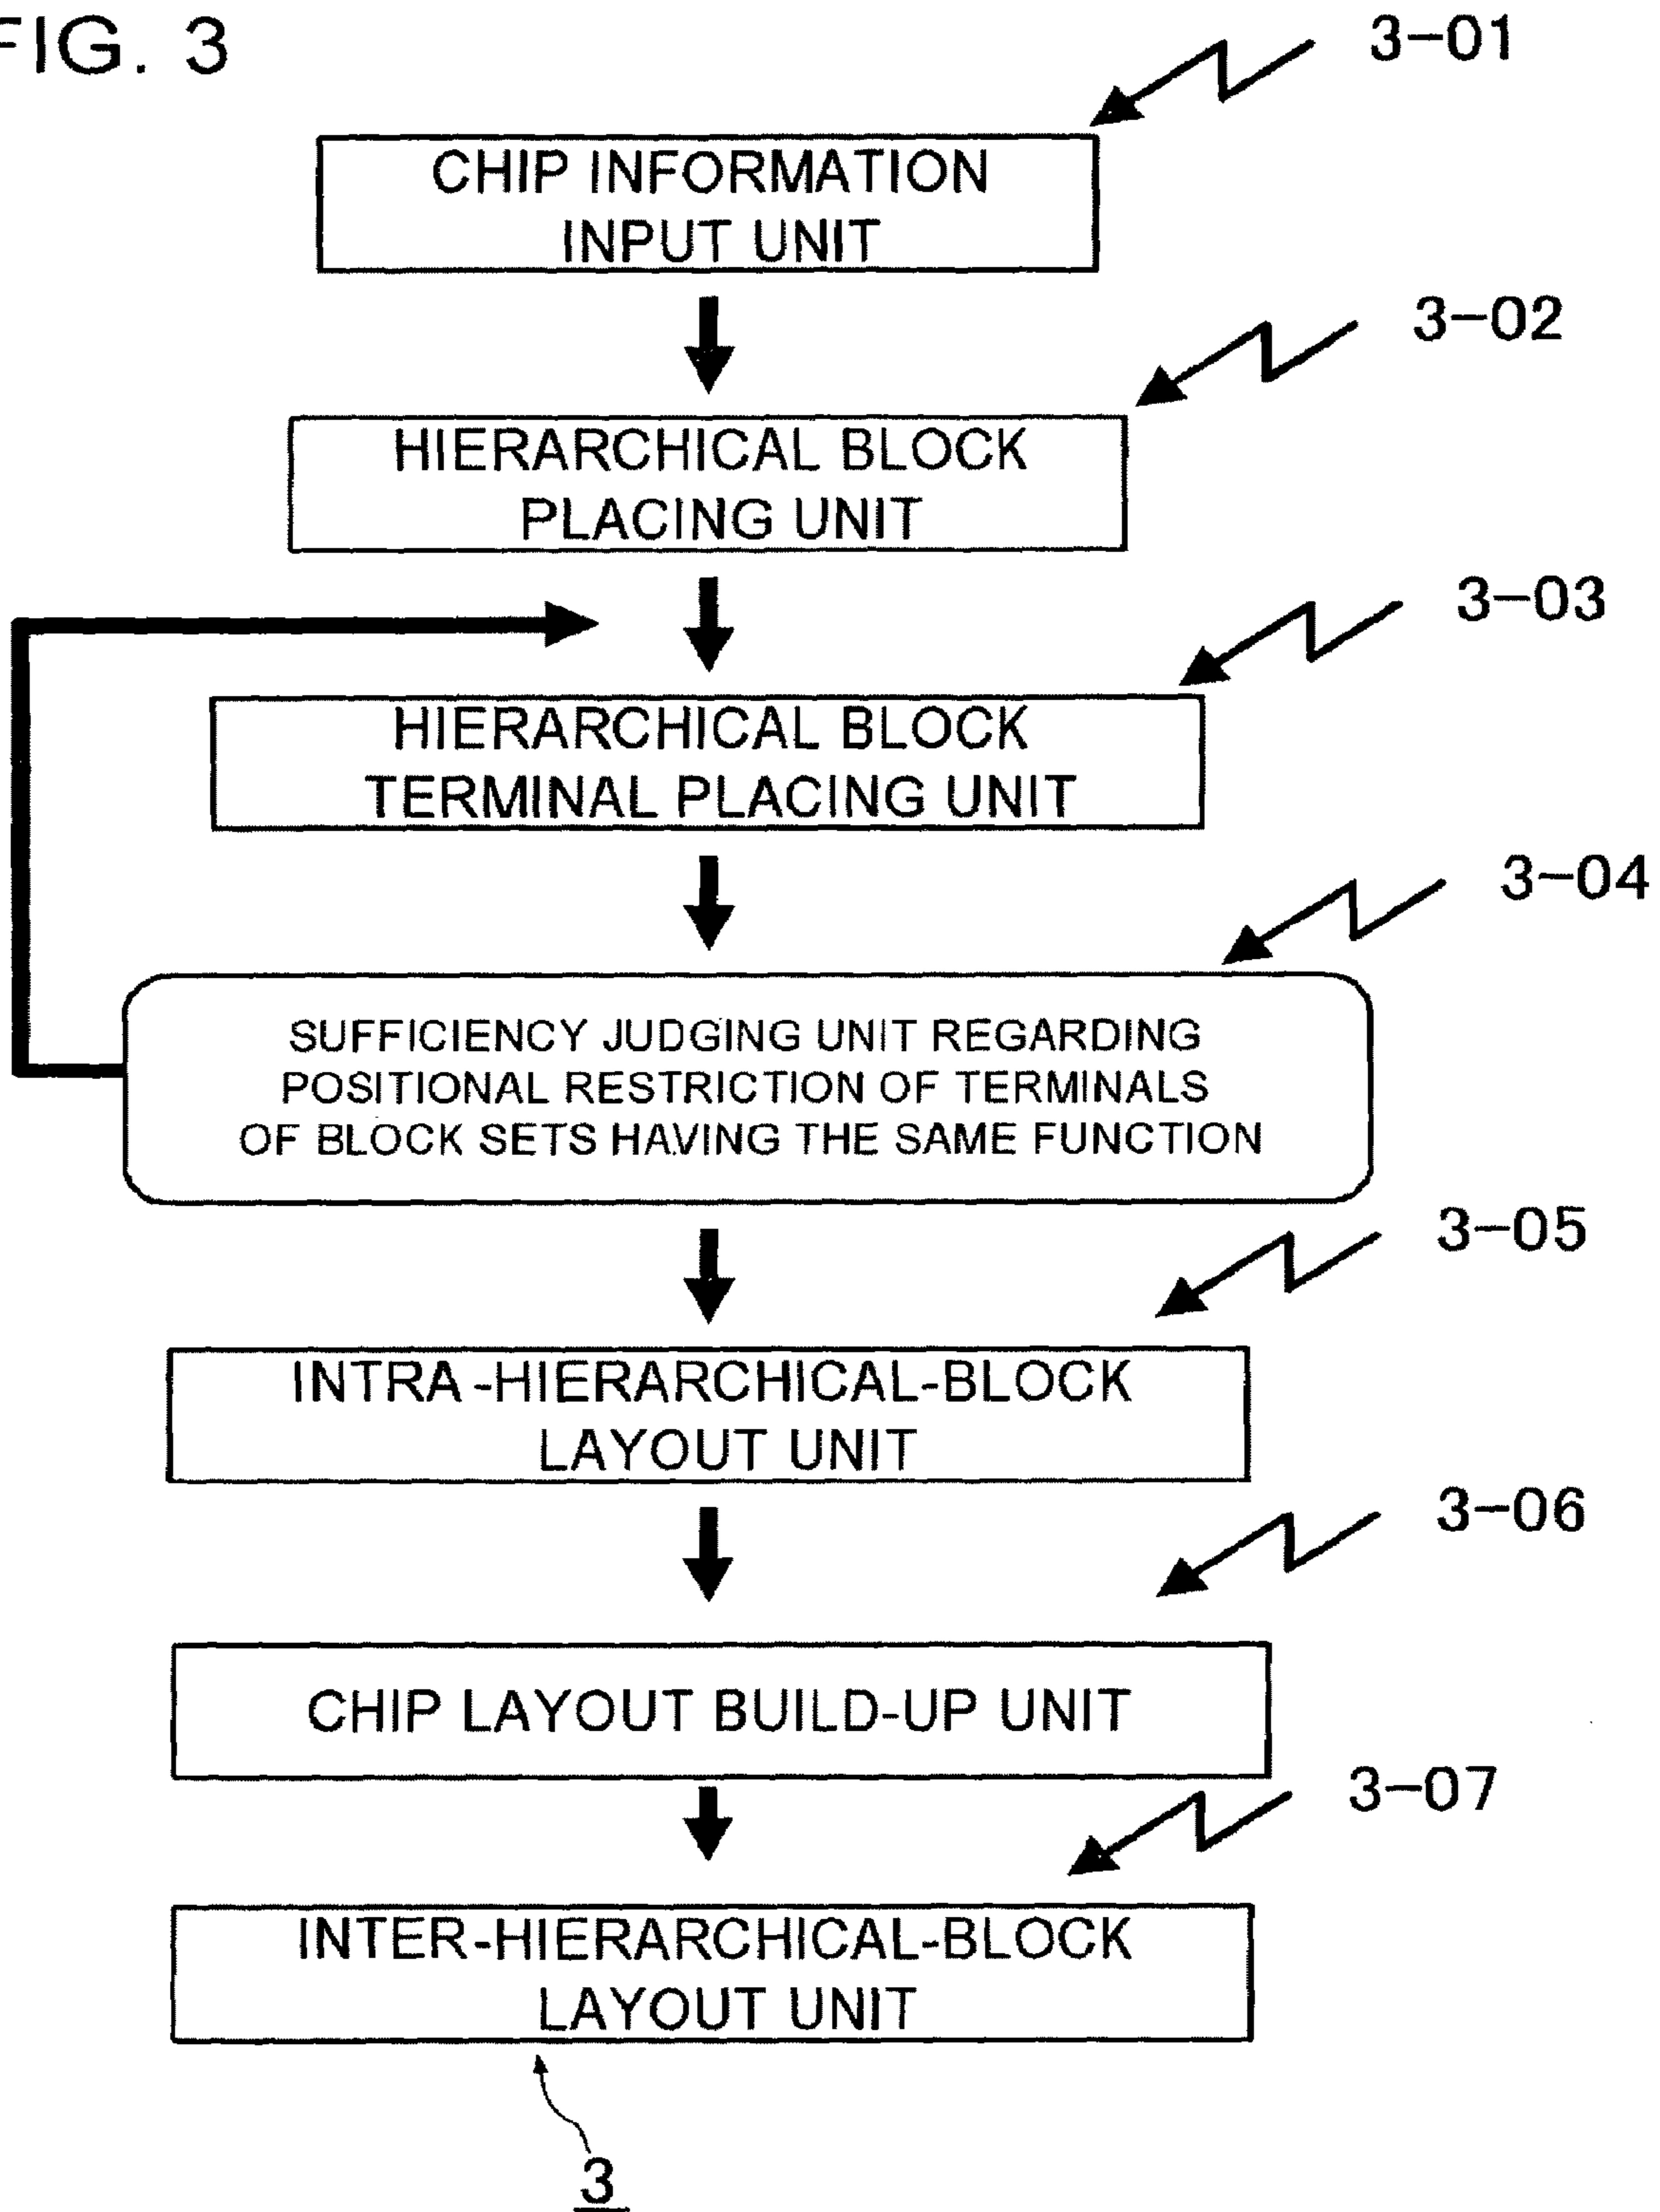 FIG. 3
3-01
CHIP INFORMATION
INPUT UNIT
3-02
HIERARCHICAL BLOCK
PLACING UNIT
3-03
HIERARCHICAL BLOCK
TERMINAL PLACING UNIT
3-04
SUFFICIENCY JUDGING UNIT REGARDING
POSITIONAL RESTRICTION OF TERMINALS
OF BLOCK SETS HAVING THE SAME FUNCTION
3-05
INTRA-HIERARCHICAL-BLOCK
LAYOUT UNIT
3-06
CHIP LAYOUT BUILD-UP UNIT
3-07
INTER-HIERARCHICAL-BLOCK
LAYOUT UNIT
3